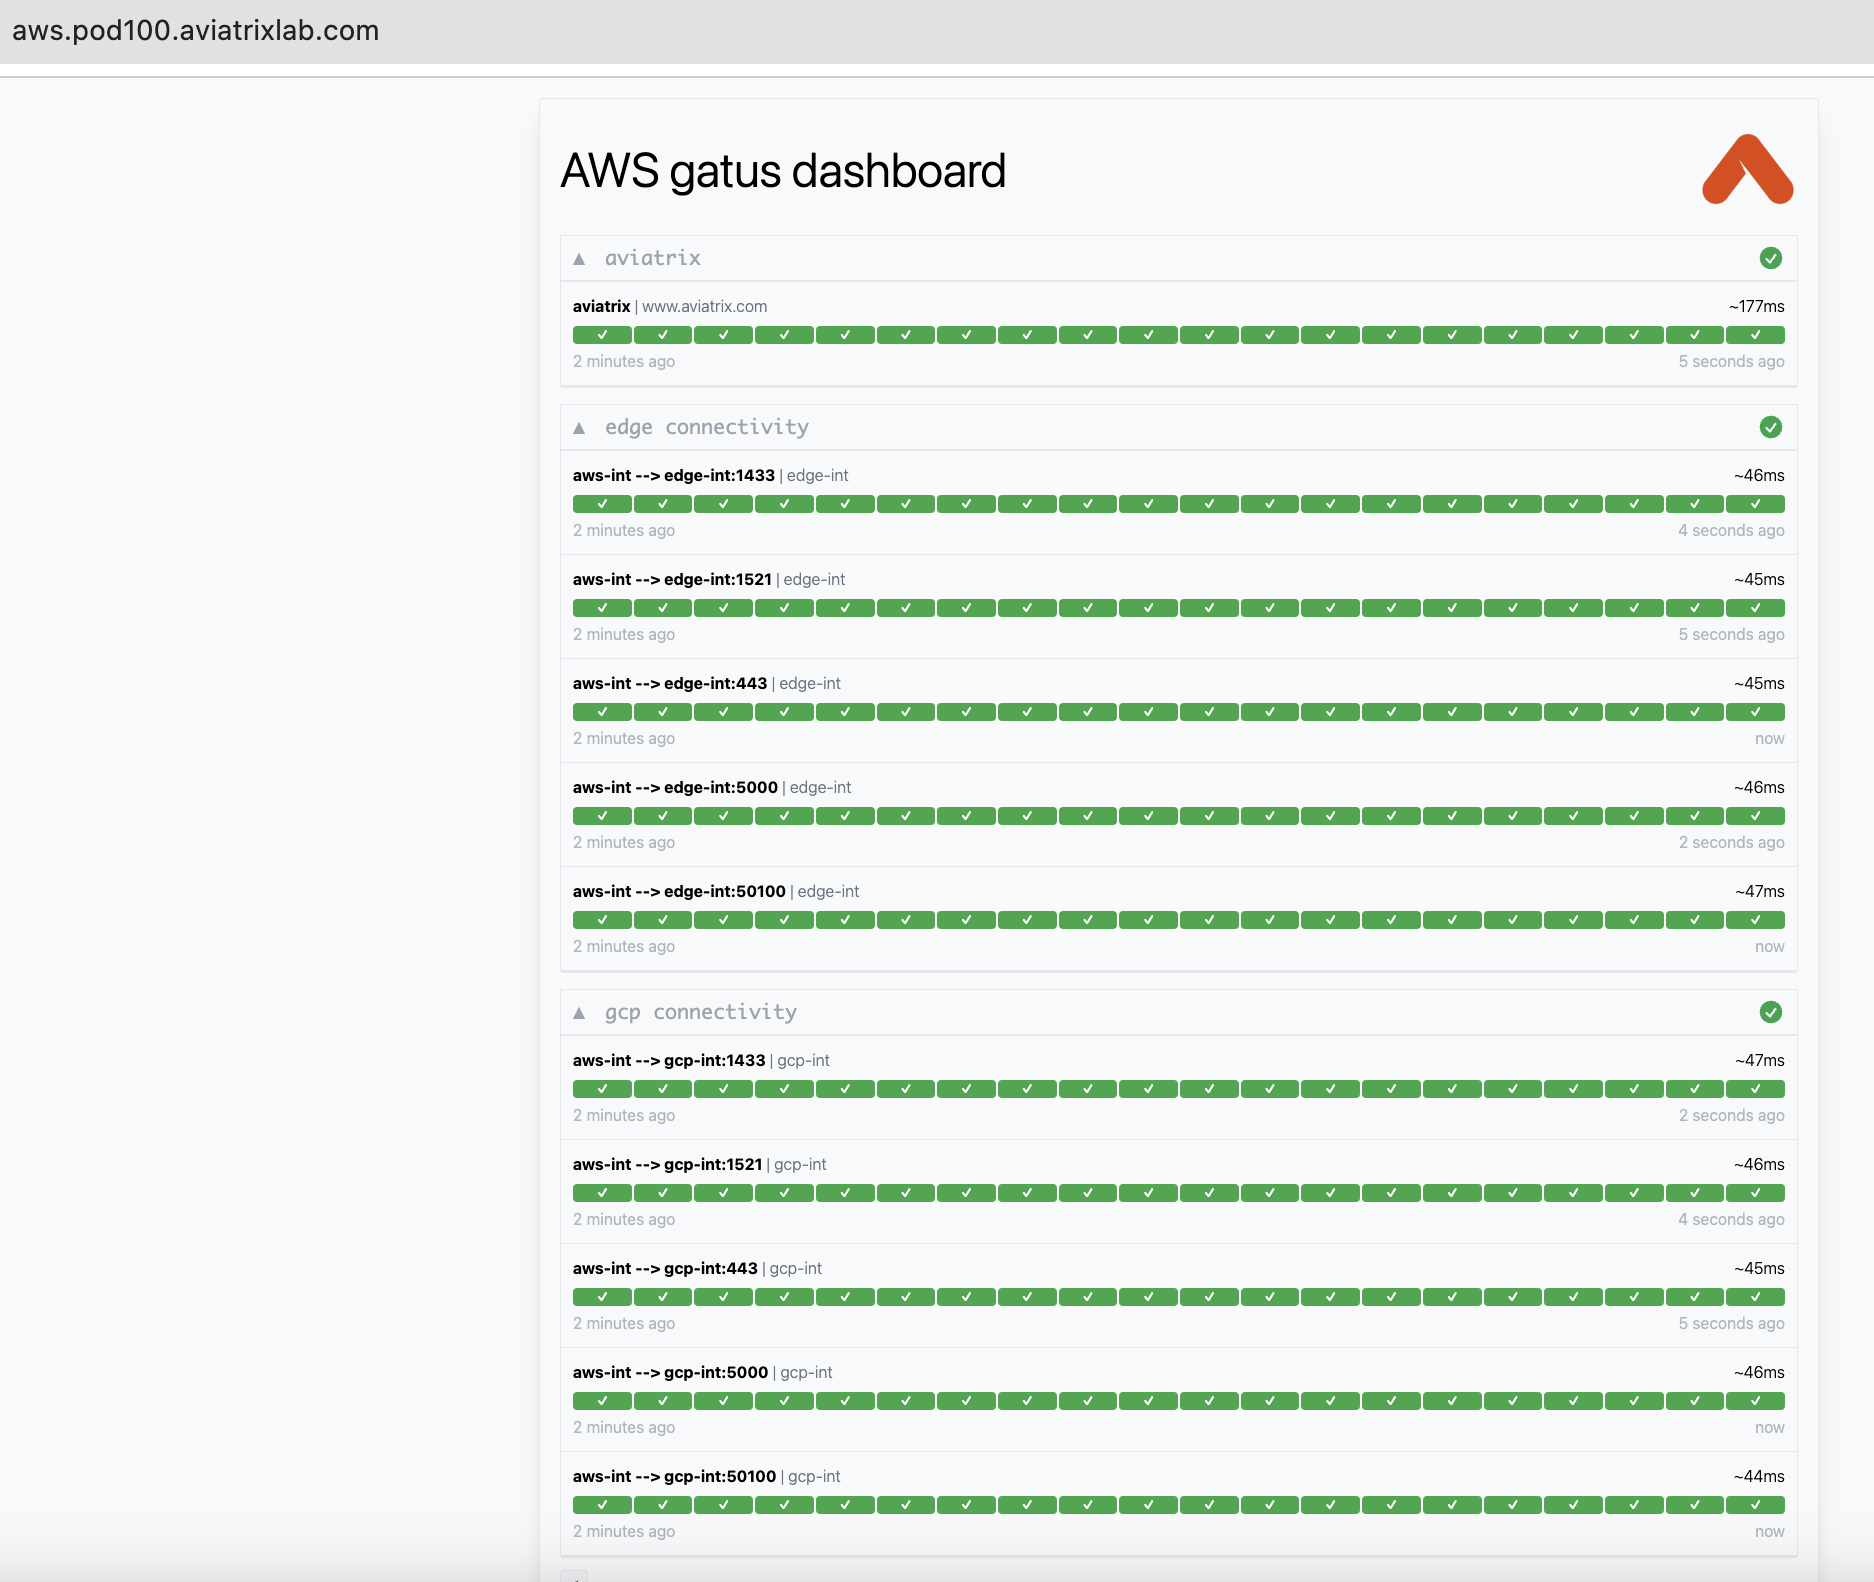 aws.pod100.aviatrixlab.com
AWS gatus dashboard
▲ aviatrix
aviatrix | www.aviatrix.com ~177ms
2 minutes ago 5 seconds ago
▲ edge connectivity
aws-int --> edge-int:1433 | edge-int ~46ms
2 minutes ago 4 seconds ago
aws-int --> edge-int:1521 | edge-int ~45ms
2 minutes ago 5 seconds ago
aws-int --> edge-int:443 | edge-int ~45ms
2 minutes ago now
aws-int --> edge-int:5000 | edge-int ~46ms
2 minutes ago 2 seconds ago
aws-int --> edge-int:50100 | edge-int ~47ms
2 minutes ago now
▲ gcp connectivity
aws-int --> gcp-int:1433 | gcp-int ~47ms
2 minutes ago 2 seconds ago
aws-int --> gcp-int:1521 | gcp-int ~46ms
2 minutes ago 4 seconds ago
aws-int --> gcp-int:443 | gcp-int ~45ms
2 minutes ago 5 seconds ago
aws-int --> gcp-int:5000 | gcp-int ~46ms
2 minutes ago now
aws-int --> gcp-int:50100 | gcp-int ~44ms
2 minutes ago now